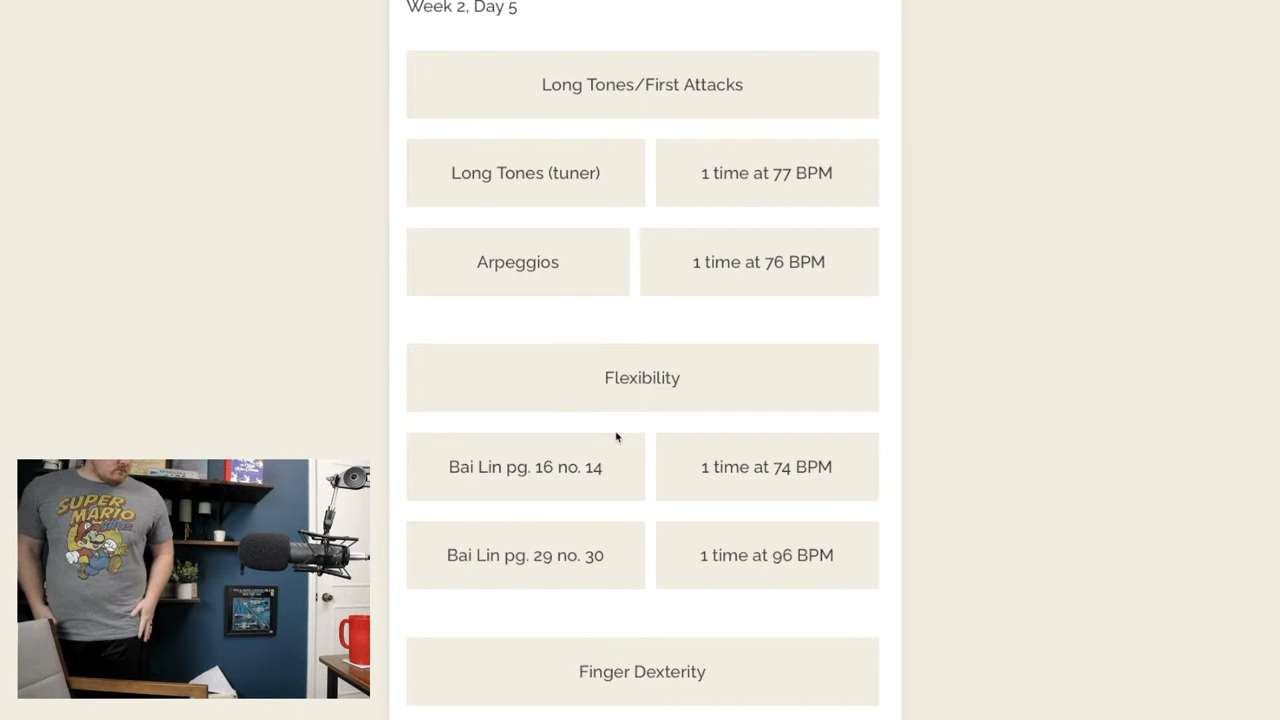 Week 2, Day 5
Long Tones/First Attacks
Long Tones (tuner)
1 time at 77 BPM
Arpeggios
1 time at 76 BPM
Flexibility
Bai Lin pg. 16 no. 14
1 time at 74 BPM
Bai Lin pg. 29 no. 30
1 time at 96 BPM
Finger Dexterity
SUPER
MARIO
BROS.